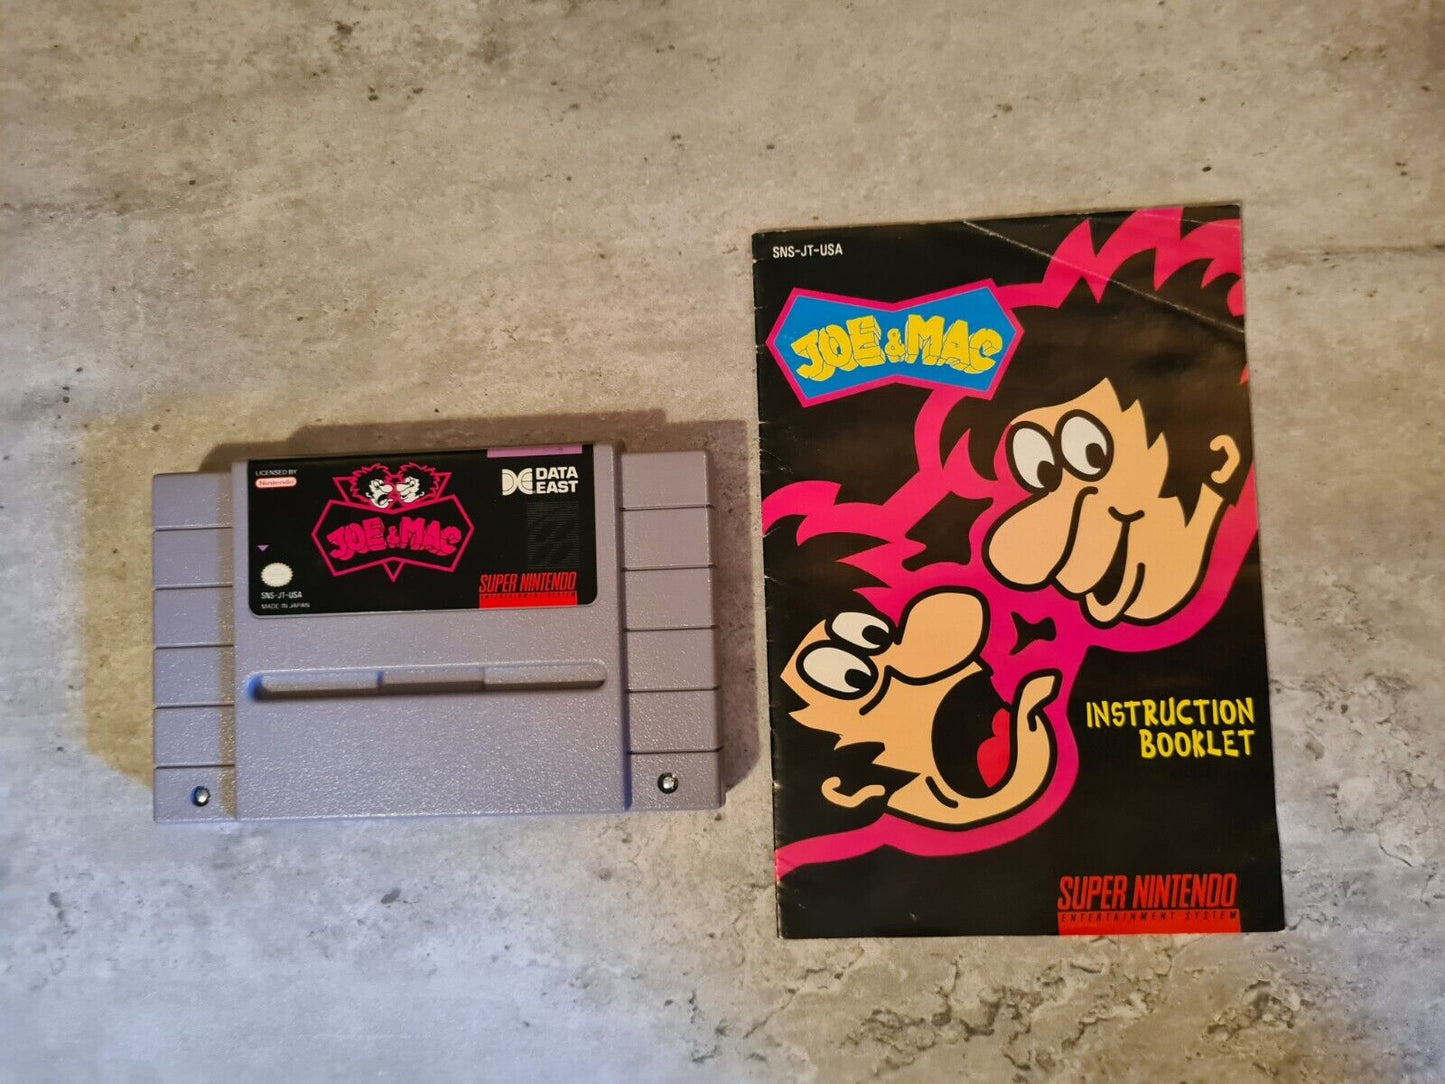 LICENSED BY
Nintendo
JOE & MAC
DATA
EAST
SNS-JT-USA
MADE IN JAPAN
SUPER NINTENDO
ENTERTAINMENT SYSTEM
SNS-JT-USA
JOE & MAC
INSTRUCTION
BOOKLET
SUPER NINTENDO
ENTERTAINMENT SYSTEM